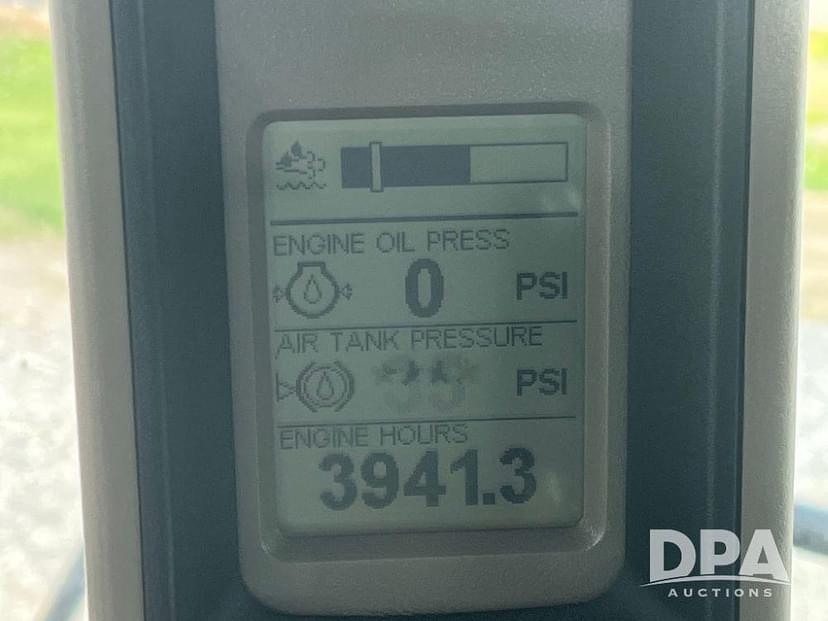 ENGINE OIL PRESS
0 PSI
AIR TANK PRESSURE
PSI
ENGINE HOURS
3941.3
DPA
AUCTIONS